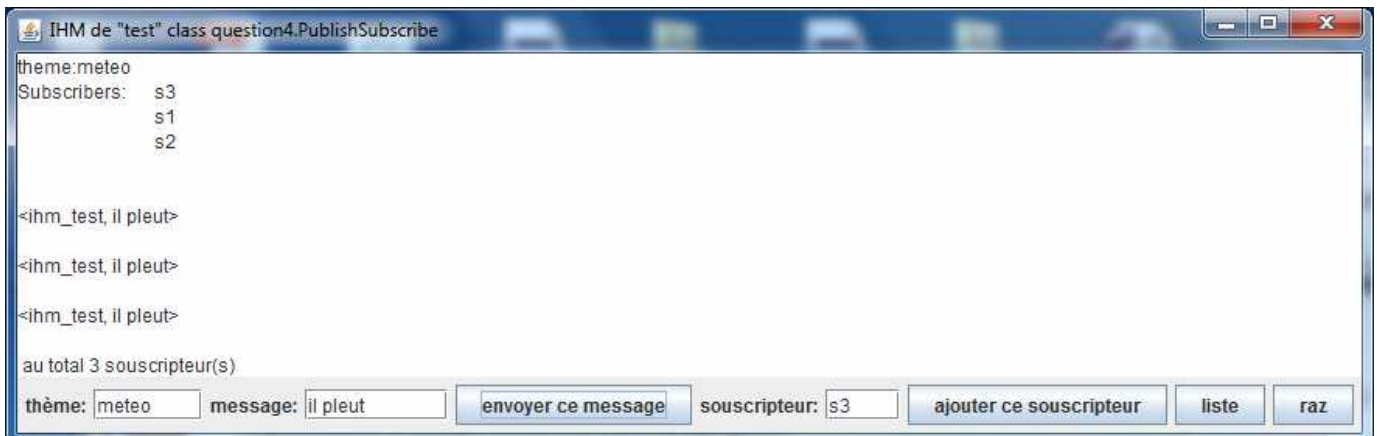 IHM de "test" class question4.PublishSubscribe
theme:meteo
Subscribers: s3
s1
s2
<ihm_test, il pleut>
<ihm_test, il pleut>
<ihm_test, il pleut>
au total 3 souscripteur(s)
thème: meteo message: il pleut envoyer ce message souscripteur: s3 ajouter ce souscripteur liste raz